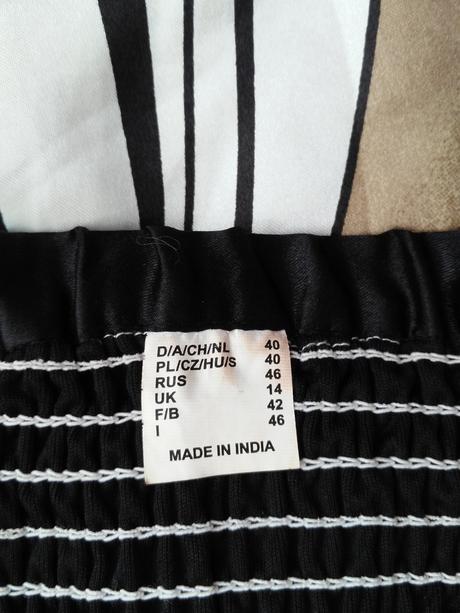 D/A/CH/NL 40
PL/CZ/HU/S 40
RUS 46
UK 14
F/B 42
I 46
MADE IN INDIA